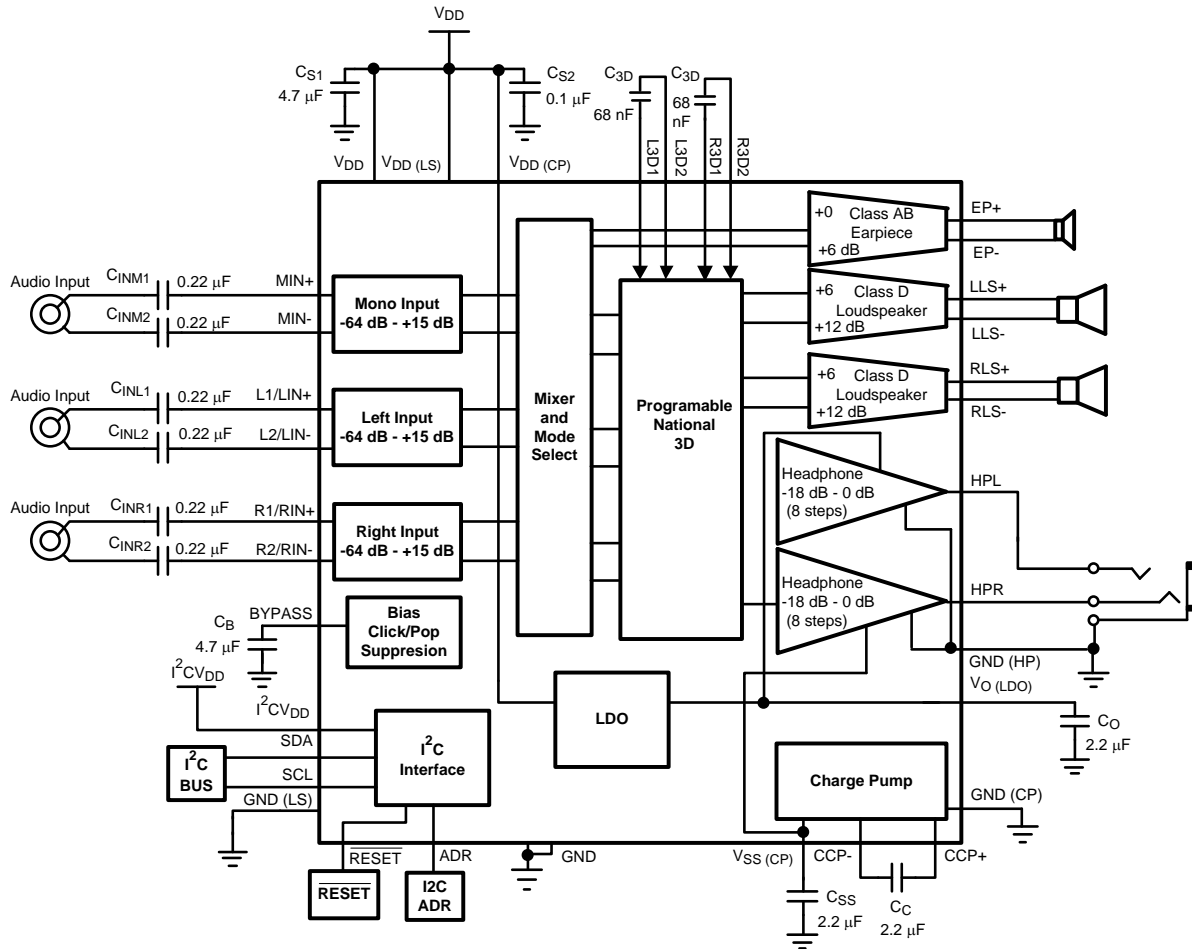 VDD
CS1
4.7 µF
CS2
0.1 µF
C3D
68 nF
C3D
68
nF
VDD
VDD (LS)
VDD (CP)
L3D1
L3D2
R3D1
R3D2
+0
Class AB
Earpiece
+6 dB
EP+
EP-
Audio Input
CINM1
0.22 µF
MIN+
CINM2
0.22 µF
MIN-
Mono Input
-64 dB - +15 dB
+6
Class D
Loudspeaker
+12 dB
LLS+
LLS-
Audio Input
CINL1
0.22 µF
L1/LIN+
CINL2
0.22 µF
L2/LIN-
Left Input
-64 dB - +15 dB
Mixer
and
Mode
Select
Programable
National
3D
+6
Class D
Loudspeaker
+12 dB
RLS+
RLS-
Headphone
-18 dB - 0 dB
(8 steps)
HPL
Audio Input
CINR1
0.22 µF
R1/RIN+
CINR2
0.22 µF
R2/RIN-
Right Input
-64 dB - +15 dB
Headphone
-18 dB - 0 dB
(8 steps)
HPR
GND (HP)
VO (LDO)
CB
4.7 µF
BYPASS
Bias
Click/Pop
Suppresion
I²CVDD
I²CVDD
SDA
SCL
I²C
BUS
GND (LS)
I²C
Interface
LDO
CO
2.2 µF
Charge Pump
GND (CP)
RESET
ADR
GND
VSS (CP)
CCP-
CCP+
RESET
I2C
ADR
CSS
2.2 µF
CC
2.2 µF